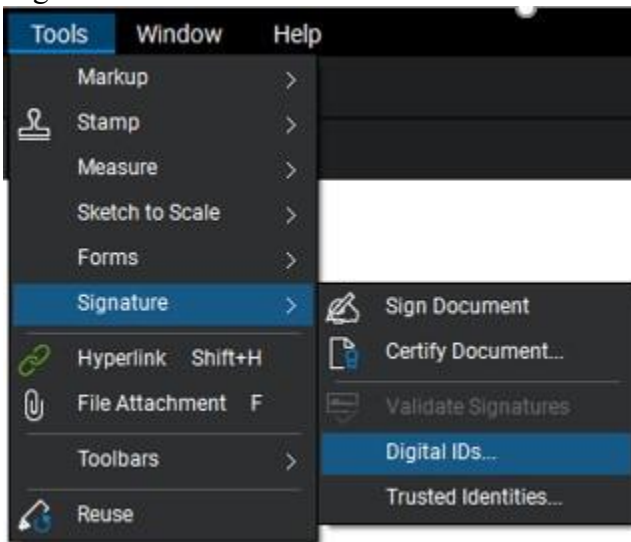 Tools Window Help
Markup
Stamp
Measure
Sketch to Scale
Forms
Signature
Sign Document
Certify Document...
Hyperlink Shift+H
File Attachment F
Validate Signatures
Toolbars
Digital IDs...
Trusted Identities...
Reuse